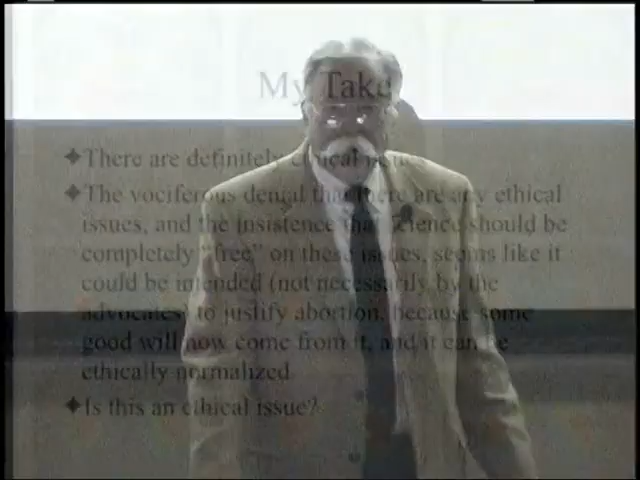 My Take
✦There are definitely ethical issues
✦The vociferous denial that there are any ethical
issues, and the insistence that science should be
completely "free" on these issues, seems like it
could be intended (not necessarily by the
advocates) to justify abortion, because some
good will now come from it, and it can be
ethically normalized
✦Is this an ethical issue?